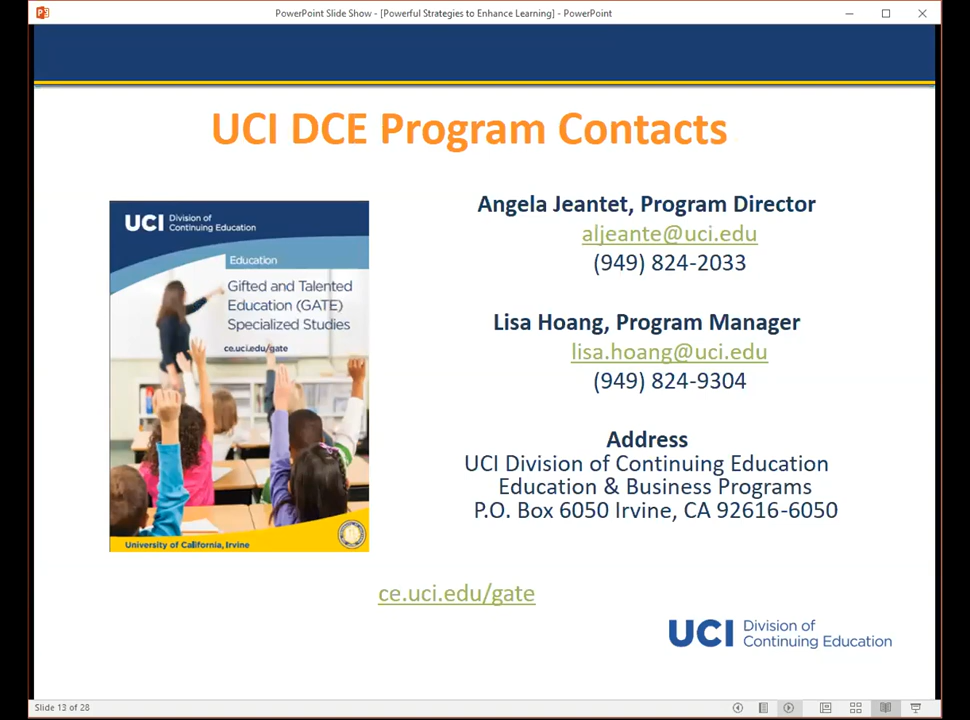 PowerPoint Slide Show - [Powerful Strategies to Enhance Learning] - PowerPoint
UCI DCE Program Contacts
UCI Division of
Continuing Education
Education
Gifted and Talented
Education (GATE)
Specialized Studies
ce.uci.edu/gate
University of California, Irvine
Angela Jeantet, Program Director
aljeante@uci.edu
(949) 824-2033
Lisa Hoang, Program Manager
lisa.hoang@uci.edu
(949) 824-9304
Address
UCI Division of Continuing Education
Education & Business Programs
P.O. Box 6050 Irvine, CA 92616-6050
ce.uci.edu/gate
UCI Division of
Continuing Education
Slide 13 of 28